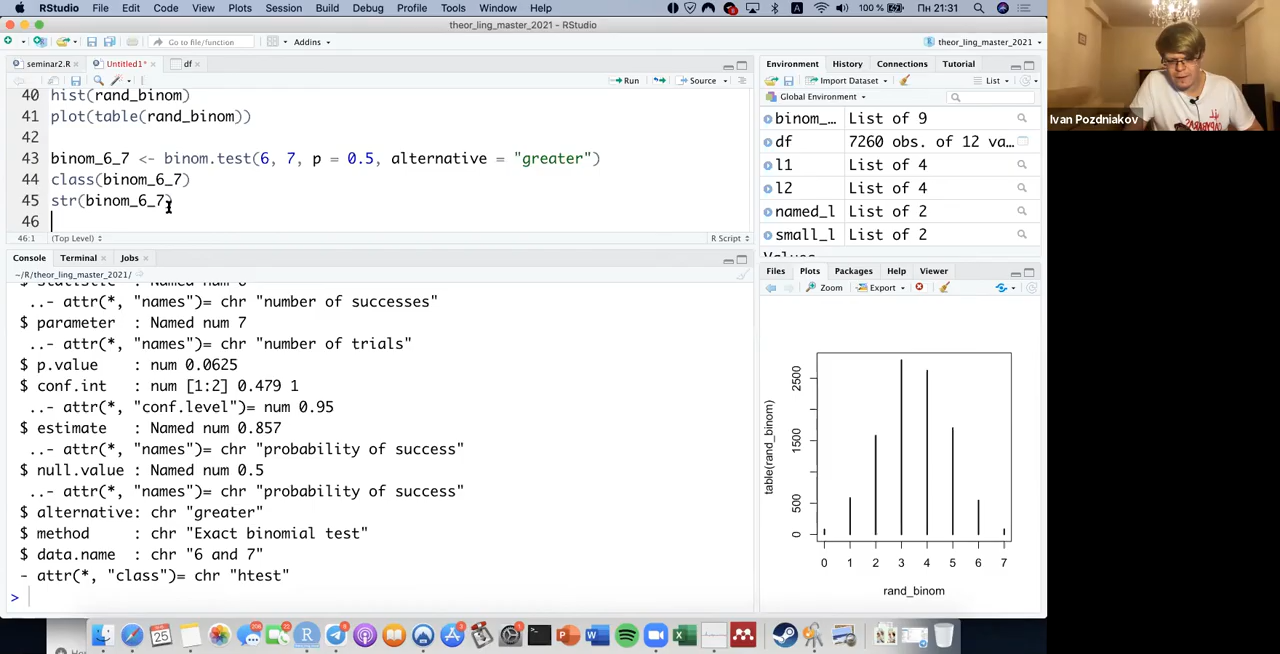 RStudio File Edit Code View Plots Session Build Debug Profile Tools Window Help 100 % Пн 21:31
theor_ling_master_2021 - RStudio
Go to file/function Addins theor_ling_master_2021
seminar2.R Untitled1* df
Run Source
40 hist(rand_binom)
41 plot(table(rand_binom))
42
43 binom_6_7 <- binom.test(6, 7, p = 0.5, alternative = "greater")
44 class(binom_6_7)
45 str(binom_6_7)
46
46:1 (Top Level) R Script
Console Terminal Jobs
~/R/theor_ling_master_2021/
$ statistic : Named num 6
..- attr(*, "names")= chr "number of successes"
$ parameter : Named num 7
..- attr(*, "names")= chr "number of trials"
$ p.value : num 0.0625
$ conf.int : num [1:2] 0.479 1
..- attr(*, "conf.level")= num 0.95
$ estimate : Named num 0.857
..- attr(*, "names")= chr "probability of success"
$ null.value : Named num 0.5
..- attr(*, "names")= chr "probability of success"
$ alternative: chr "greater"
$ method : chr "Exact binomial test"
$ data.name : chr "6 and 7"
- attr(*, "class")= chr "htest"
>
Environment History Connections Tutorial
Import Dataset List
Global Environment
binom_… List of 9
df 7260 obs. of 12 va…
l1 List of 4
l2 List of 4
named_l List of 2
small_l List of 2
Values
Files Plots Packages Help Viewer
Zoom Export
table(rand_binom)
0 500 1500 2500
0 1 2 3 4 5 6 7
rand_binom
Ivan Pozdniakov